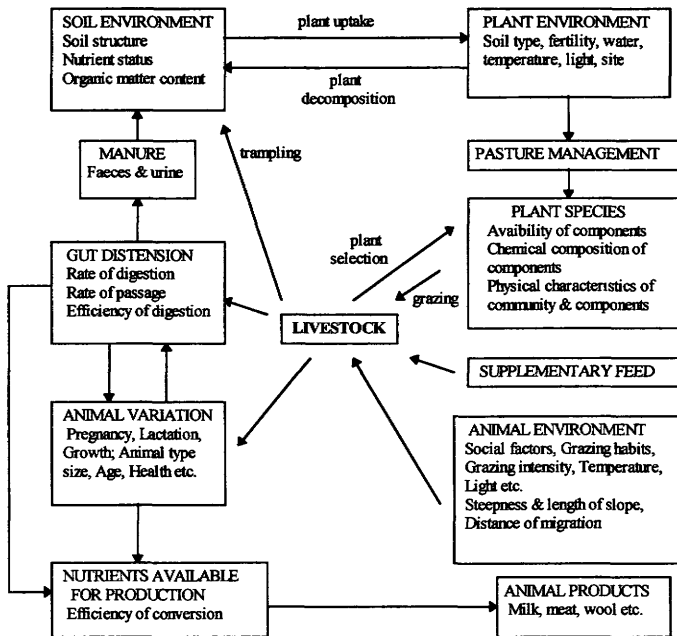 SOIL ENVIRONMENT
Soil structure
Nutrient status
Organic matter content
plant uptake
plant
decomposition
PLANT ENVIRONMENT
Soil type, fertility, water,
temperature, light, site
MANURE
Faeces & urine
trampling
PASTURE MANAGEMENT
PLANT SPECIES
Avaibility of components
Chemical composition of
components
Physical characteristics of
community & components
plant
selection
grazing
GUT DISTENSION
Rate of digestion
Rate of passage
Efficiency of digestion
LIVESTOCK
SUPPLEMENTARY FEED
ANIMAL VARIATION
Pregnancy, Lactation,
Growth; Animal type
size, Age, Health etc.
ANIMAL ENVIRONMENT
Social factors, Grazing habits,
Grazing intensity, Temperature,
Light etc.
Steepness & length of slope,
Distance of migration
NUTRIENTS AVAILABLE
FOR PRODUCTION
Efficiency of conversion
ANIMAL PRODUCTS
Milk, meat, wool etc.